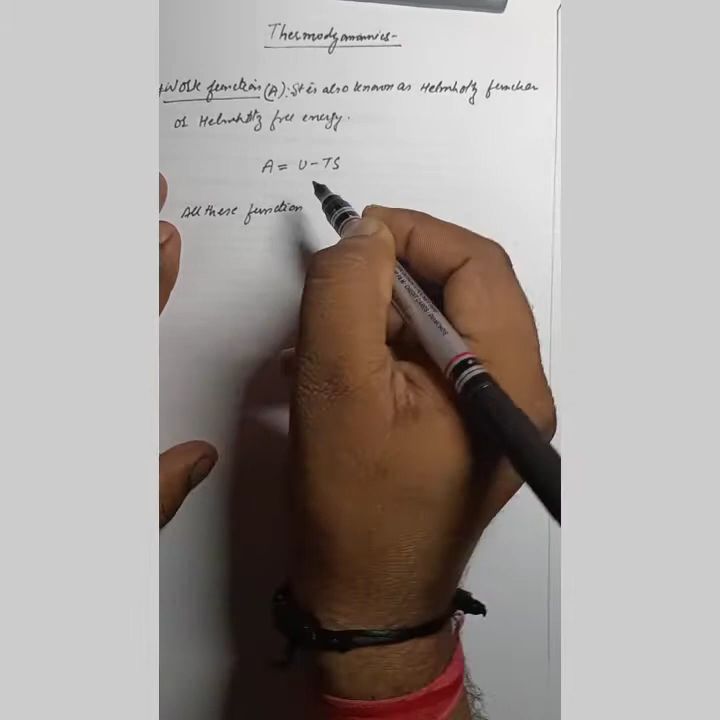 Thermodynamics-
*Work function (A):- It is also known as Helmholtz function
or Helmholtz free energy.
A = U - TS
All these function